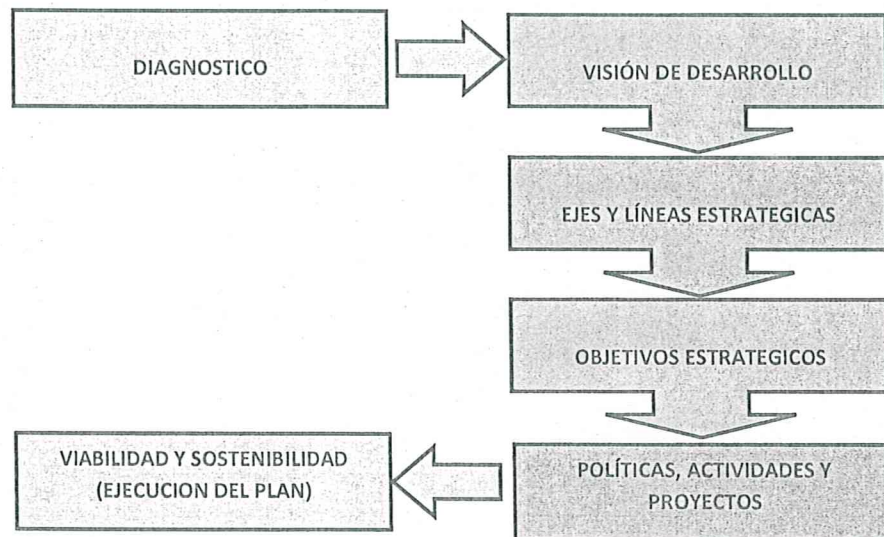 DIAGNOSTICO
VISIÓN DE DESARROLLO
EJES Y LÍNEAS ESTRATEGICAS
OBJETIVOS ESTRATEGICOS
POLÍTICAS, ACTIVIDADES Y
PROYECTOS
VIABILIDAD Y SOSTENIBILIDAD
(EJECUCION DEL PLAN)